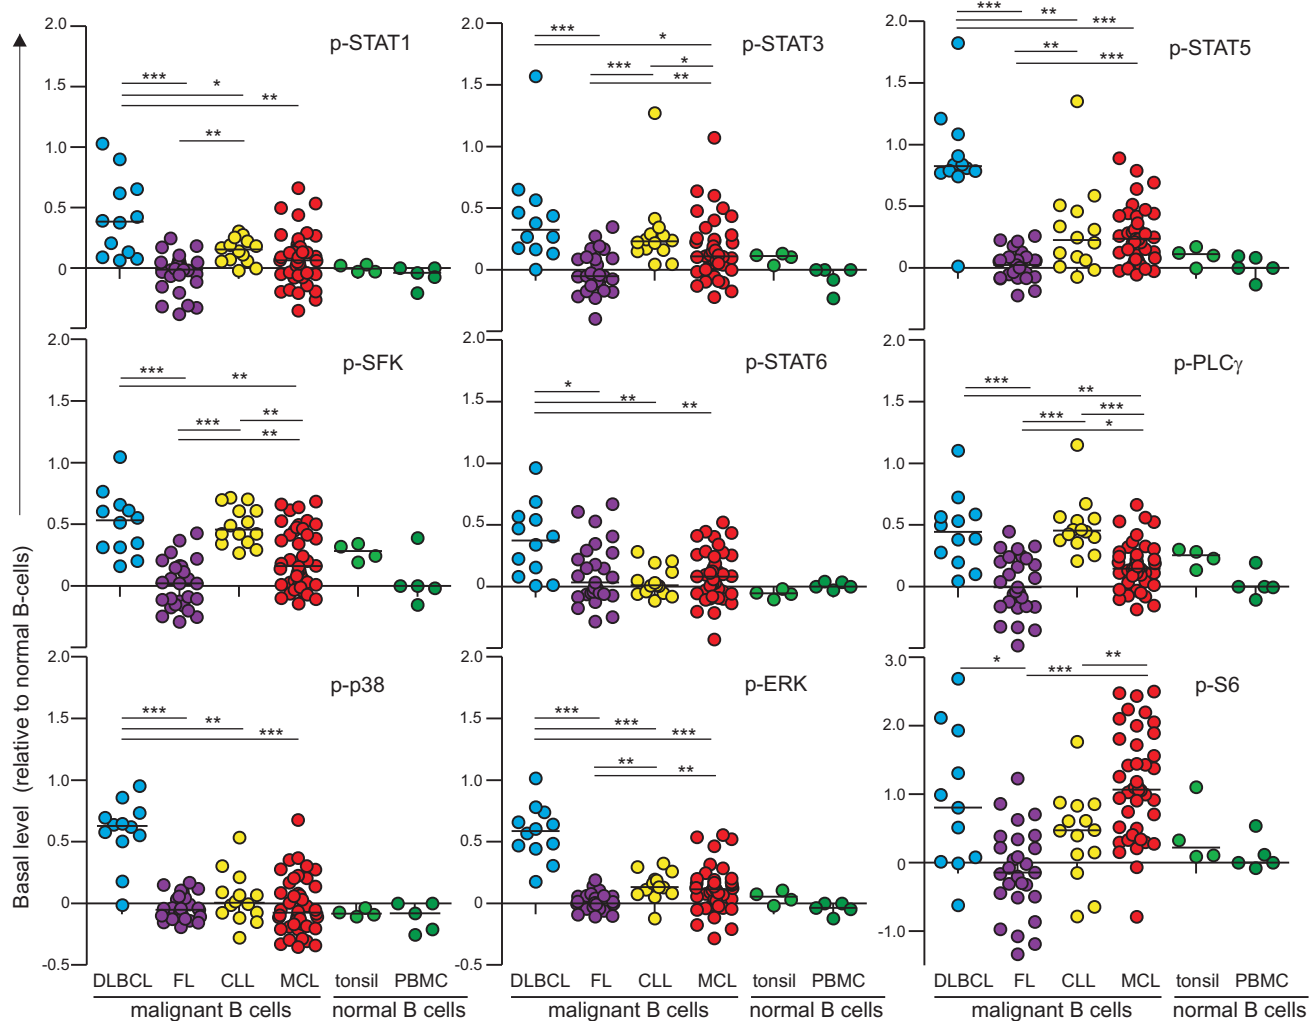 Basal level (relative to normal B-cells)
p-STAT1
2.0
1.5
1.0
0.5
0
-0.5
*** * **
**
p-STAT3
2.0
1.5
1.0
0.5
0
-0.5
*** *
*
*** **
p-STAT5
2.0
1.5
1.0
0.5
0
*** ** ***
** ***
p-SFK
2.0
1.5
1.0
0.5
0
*** **
*** ** **
p-STAT6
2.0
1.5
1.0
0.5
0
* ** **
p-PLCγ
2.0
1.5
1.0
0.5
0
*** **
*** *** *
p-p38
2.0
1.5
1.0
0.5
0
-0.5
*** ** ***
p-ERK
2.0
1.5
1.0
0.5
0
-0.5
*** *** ***
** **
p-S6
3.0
2.0
1.0
0
-1.0
* *** **
DLBCL FL CLL MCL tonsil PBMC
malignant B cells normal B cells
DLBCL FL CLL MCL tonsil PBMC
malignant B cells normal B cells
DLBCL FL CLL MCL tonsil PBMC
malignant B cells normal B cells